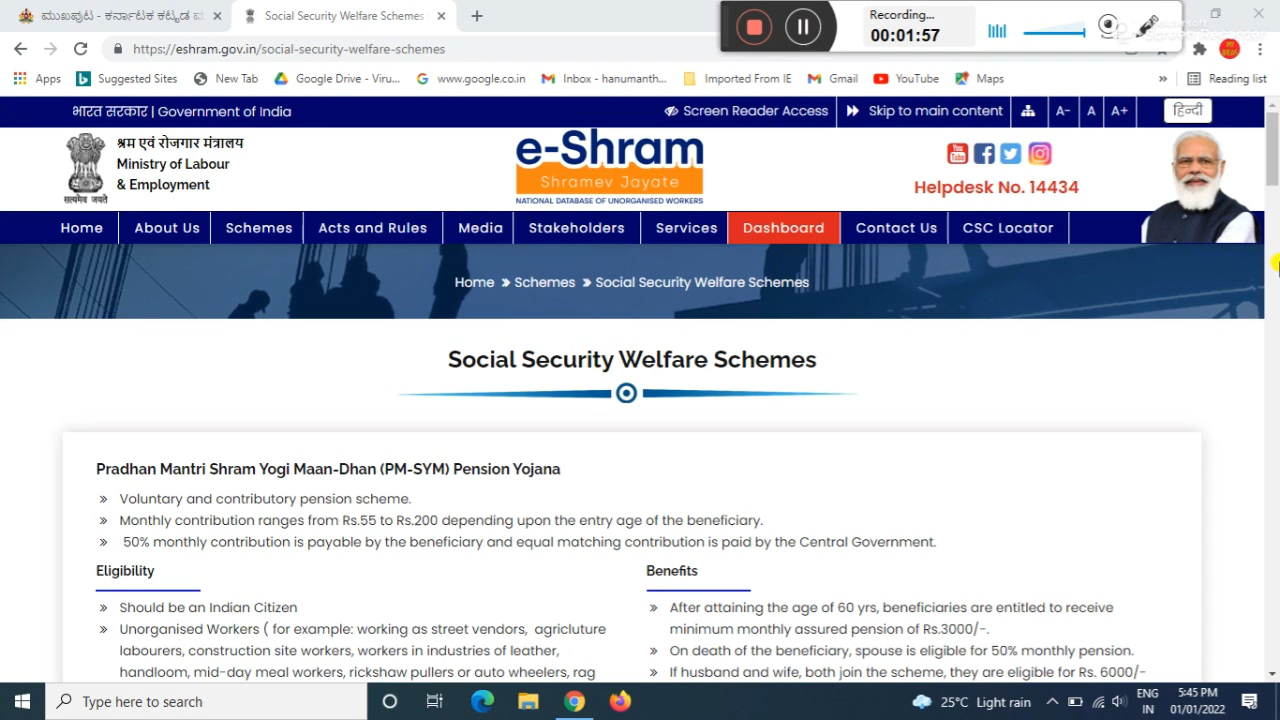 ಮುಖಪುಟ - ಕರ್ನಾಟಕ ಕಟ್ಟಡ
Social Security Welfare Schemes
Recording...
00:01:57
https://eshram.gov.in/social-security-welfare-schemes
Apps
Suggested Sites
New Tab
Google Drive - Viru...
www.google.co.in
Inbox - hanumanth...
Imported From IE
Gmail
YouTube
Maps
Reading list
भारत सरकार | Government of India
Screen Reader Access
Skip to main content
A-
A
A+
हिन्दी
श्रम एवं रोजगार मंत्रालय
Ministry of Labour
& Employment
सत्यमेव जयते
e-Shram
Shramev Jayate
NATIONAL DATABASE OF UNORGANISED WORKERS
You Tube
Helpdesk No. 14434
Home
About Us
Schemes
Acts and Rules
Media
Stakeholders
Services
Dashboard
Contact Us
CSC Locator
Home » Schemes » Social Security Welfare Schemes
Social Security Welfare Schemes
Pradhan Mantri Shram Yogi Maan-Dhan (PM-SYM) Pension Yojana
» Voluntary and contributory pension scheme.
» Monthly contribution ranges from Rs.55 to Rs.200 depending upon the entry age of the beneficiary.
» 50% monthly contribution is payable by the beneficiary and equal matching contribution is paid by the Central Government.
Eligibility
» Should be an Indian Citizen
» Unorganised Workers ( for example: working as street vendors, agricluture
labourers, construction site workers, workers in industries of leather,
handloom, mid-day meal workers, rickshaw pullers or auto wheelers, rag
Benefits
» After attaining the age of 60 yrs, beneficiaries are entitled to receive
minimum monthly assured pension of Rs.3000/-.
» On death of the beneficiary, spouse is eligible for 50% monthly pension.
» If husband and wife, both join the scheme, they are eligible for Rs. 6000/-
Type here to search
25°C Light rain
ENG
IN
5:45 PM
01/01/2022